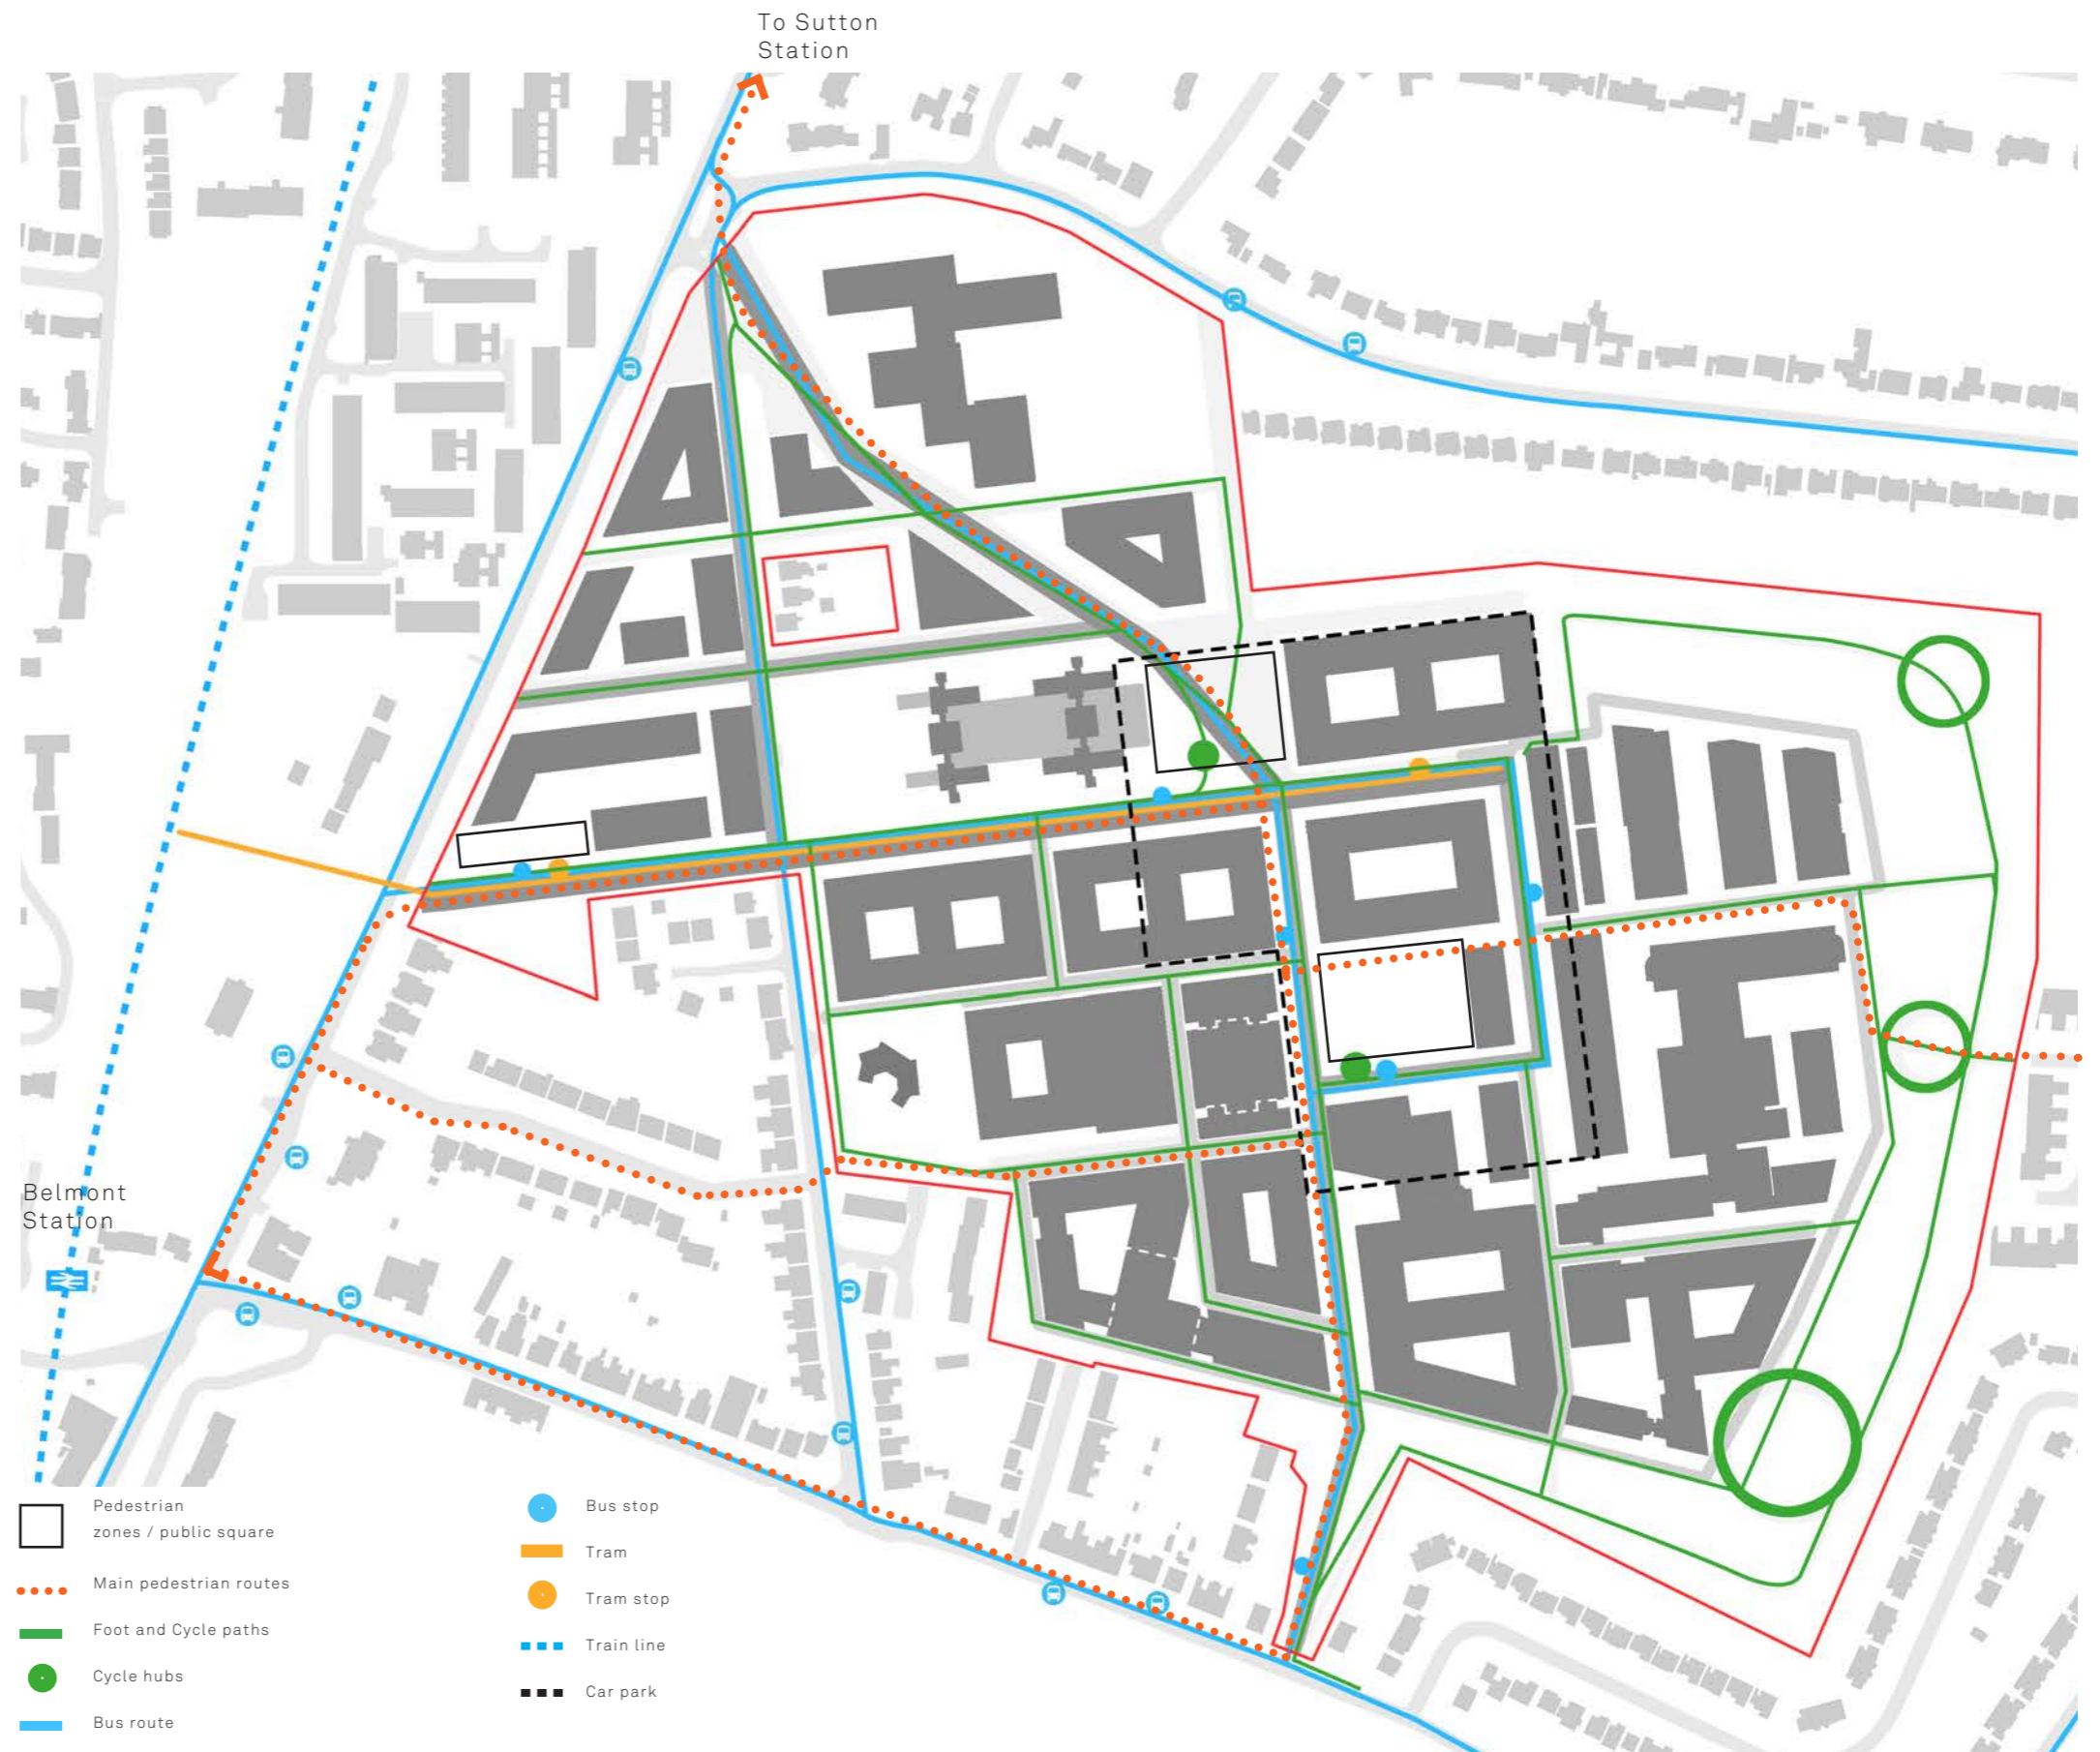 To Sutton
Station
Belmont
Station
Pedestrian
zones / public square
Main pedestrian routes
Foot and Cycle paths
Cycle hubs
Bus route
Bus stop
Tram
Tram stop
Train line
Car park